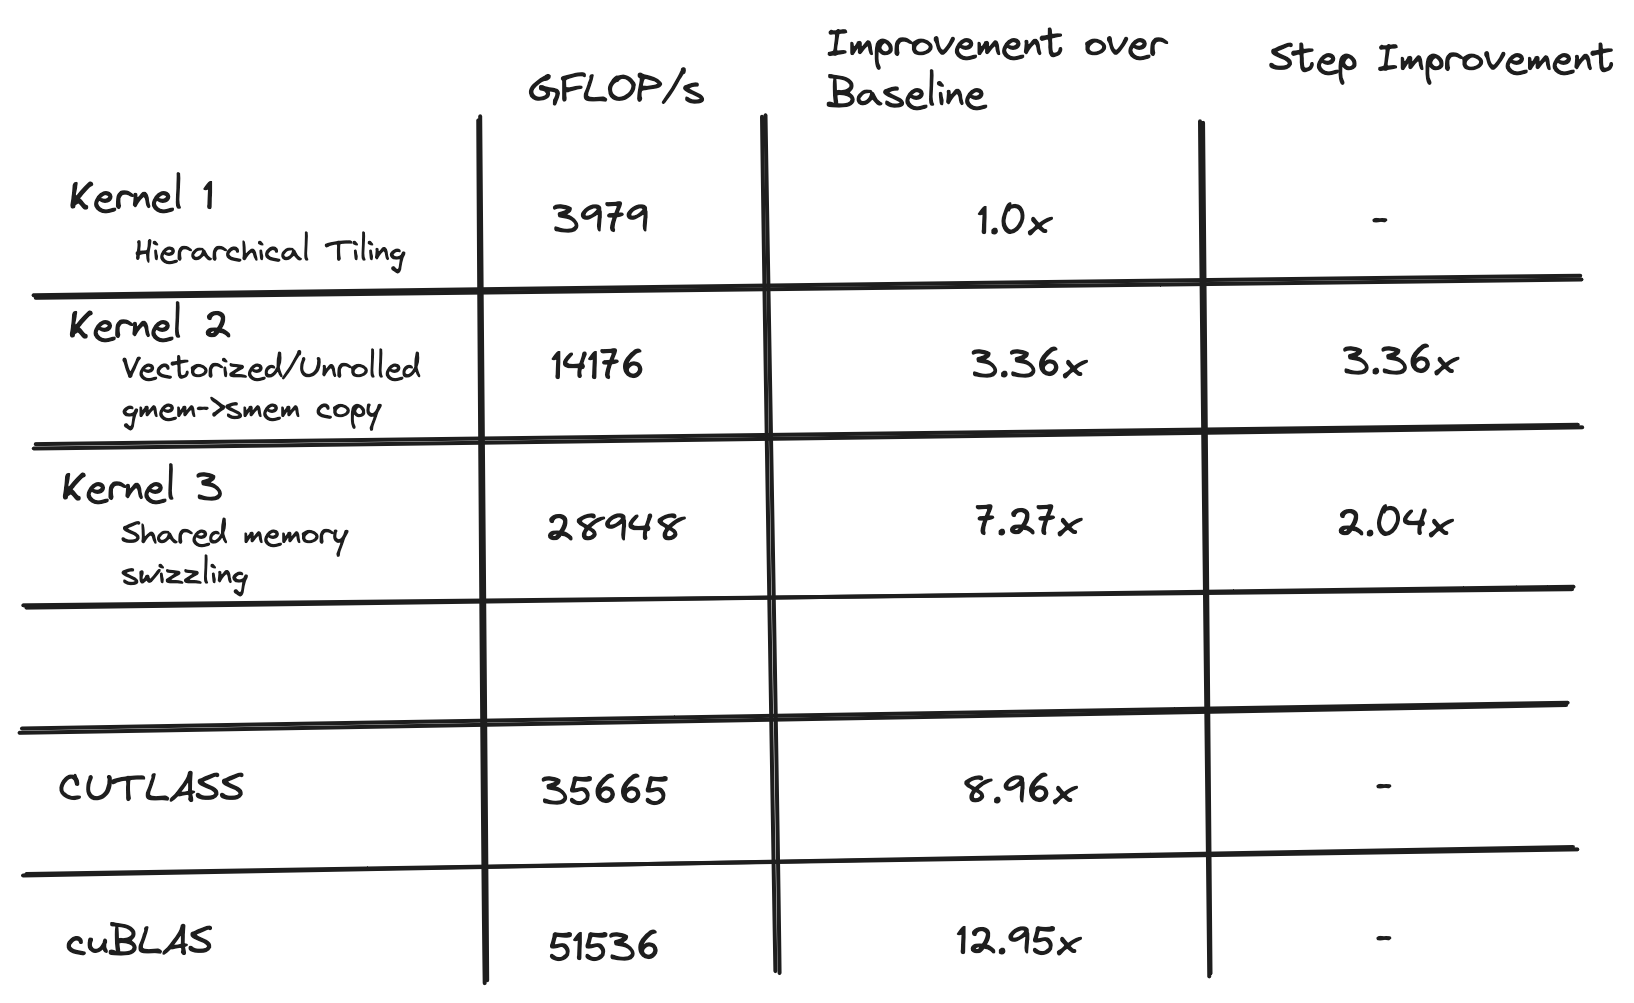 GFLOP/s
Improvement over
Baseline
Step Improvement
Kernel 1
Hierarchical Tiling
3979
1.0x
-
Kernel 2
Vectorized/Unrolled
gmem->smem copy
14176
3.36x
3.36x
Kernel 3
Shared memory
swizzling
28948
7.27x
2.04x
CUTLASS
35665
8.96x
-
cuBLAS
51536
12.95x
-